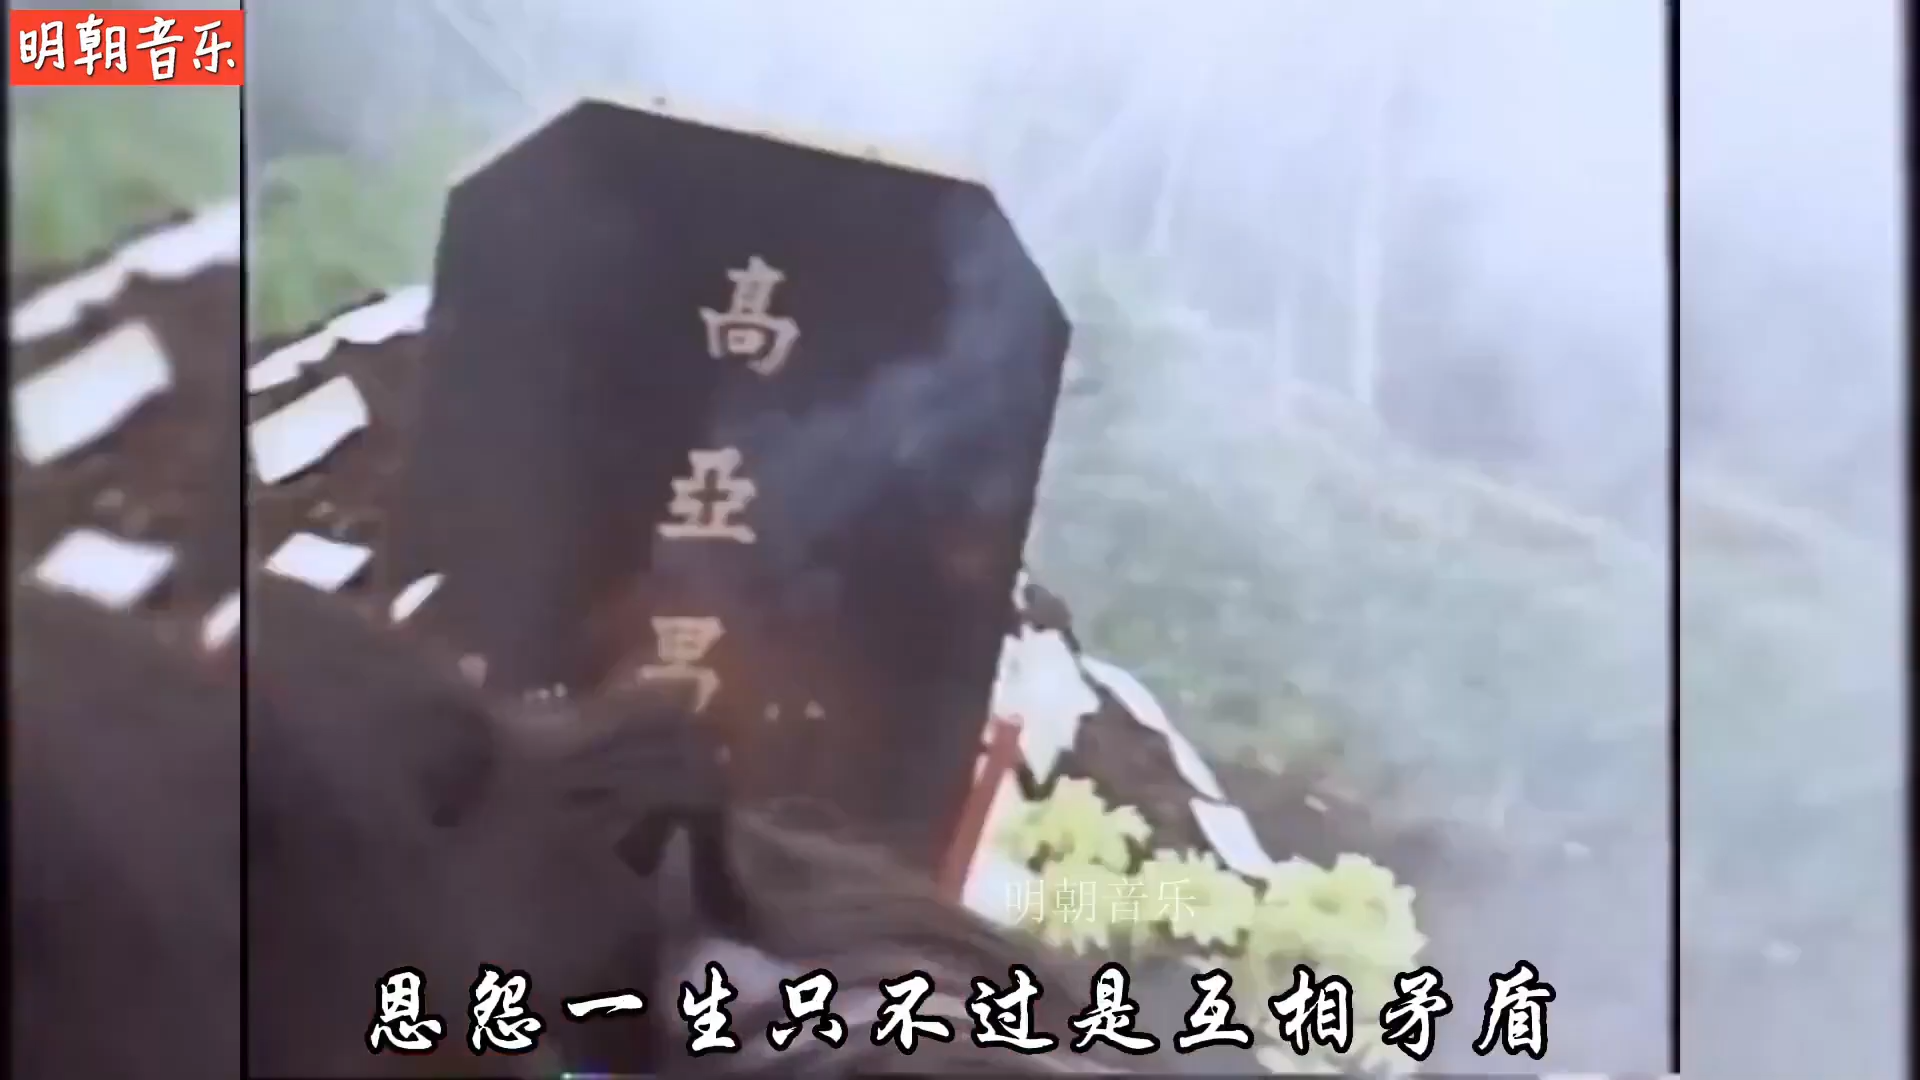 明朝音乐
高
亞
明朝音乐
恩怨一生只不过是互相矛盾